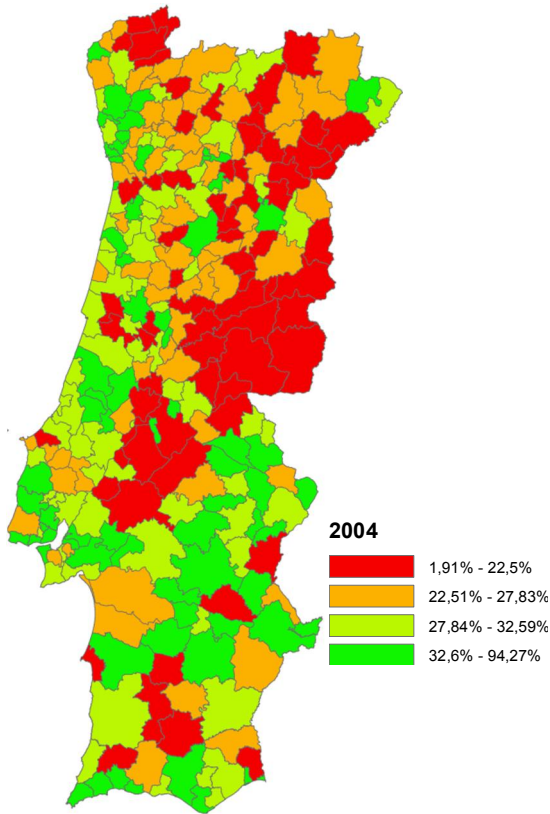 2004
1,91% - 22,5%
22,51% - 27,83%
27,84% - 32,59%
32,6% - 94,27%